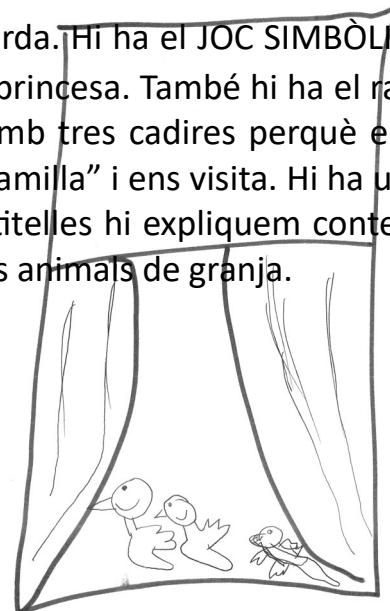 rda. Hi ha el JOC SIMBÒLI
princesa. També hi ha el ra
mb tres cadires perquè e
amilla” i ens visita. Hi ha u
titelles hi expliquem conte
s animals de granja.